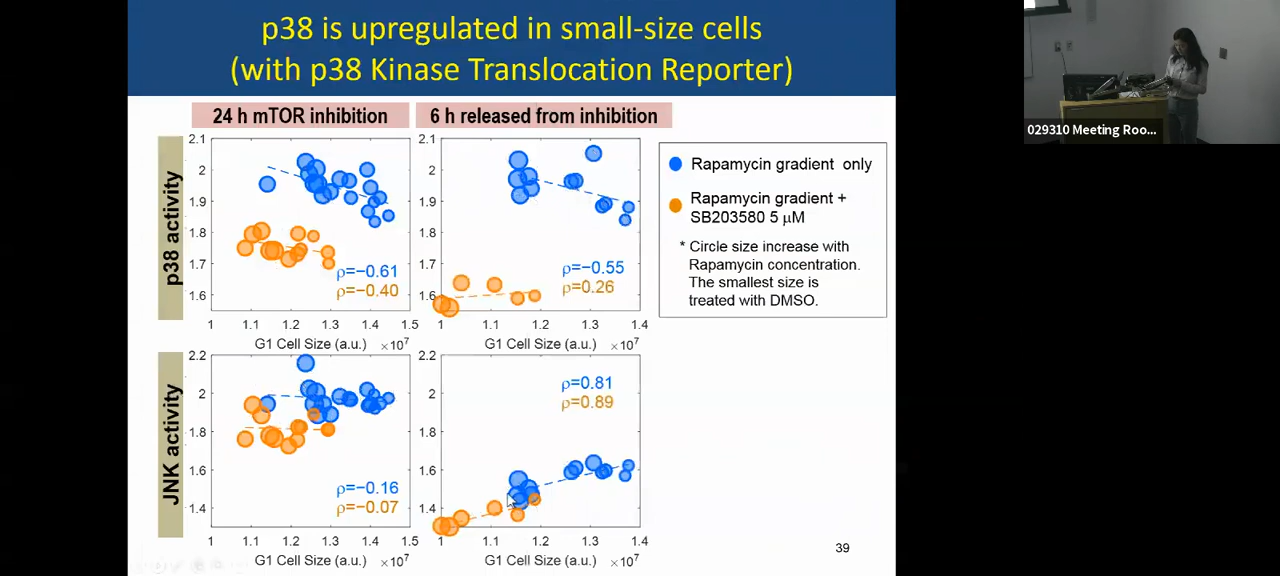 p38 is upregulated in small-size cells
(with p38 Kinase Translocation Reporter)
24 h mTOR inhibition
6 h released from inhibition
p38 activity
2.1
2
1.9
1.8
1.7
1.6
ρ=−0.61
ρ=−0.40
1 1.1 1.2 1.3 1.4 1.5
G1 Cell Size (a.u.) ×10⁷
2.1
2
1.9
1.8
1.7
1.6
ρ=−0.55
ρ=0.26
1 1.1 1.2 1.3 1.4
G1 Cell Size (a.u.) ×10⁷
Rapamycin gradient only
Rapamycin gradient +
SB203580 5 μM
* Circle size increase with
Rapamycin concentration.
The smallest size is
treated with DMSO.
JNK activity
2.2
2
1.8
1.6
1.4
ρ=−0.16
ρ=−0.07
1 1.1 1.2 1.3 1.4 1.5
G1 Cell Size (a.u.) ×10⁷
2.2
2
1.8
1.6
1.4
ρ=0.81
ρ=0.89
1 1.1 1.2 1.3 1.4
G1 Cell Size (a.u.) ×10⁷
39
029310 Meeting Roo...